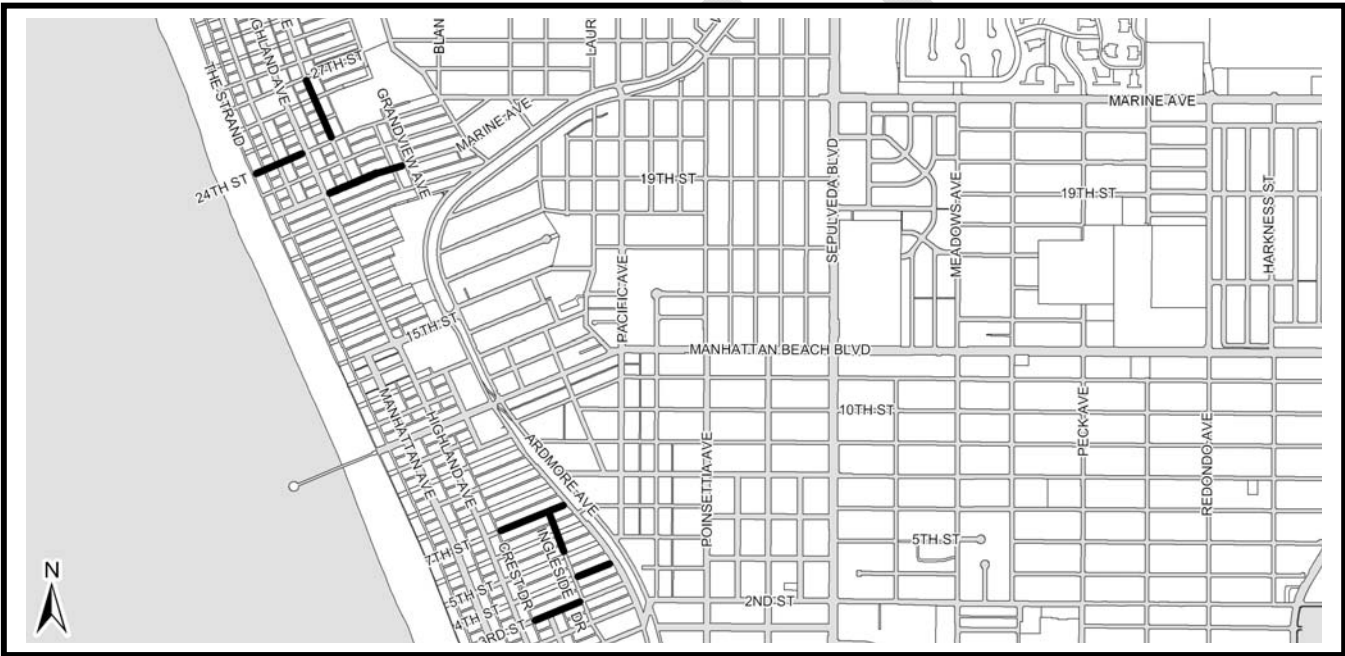 BLAN
LAUR
GHLAND AVE
27TH ST
THE STRAND
GRANDVIEW AVE
MARINE AVE
MARINE AVE
24TH ST
19TH ST
19TH ST
SEPULVEDA BLVD
MEADOWS AVE
HARKNESS ST
PACIFIC AVE
15TH ST
MANHATTAN BEACH BLVD
MANHATTAN AVE
HIGHLAND AVE
10TH ST
PECK AVE
REDONDO AVE
ARDMORE AVE
POINSETTIA AVE
7TH ST
CREST DR
INGLESIDE DR
5TH ST
5TH ST
4TH ST
3RD ST
2ND ST
N